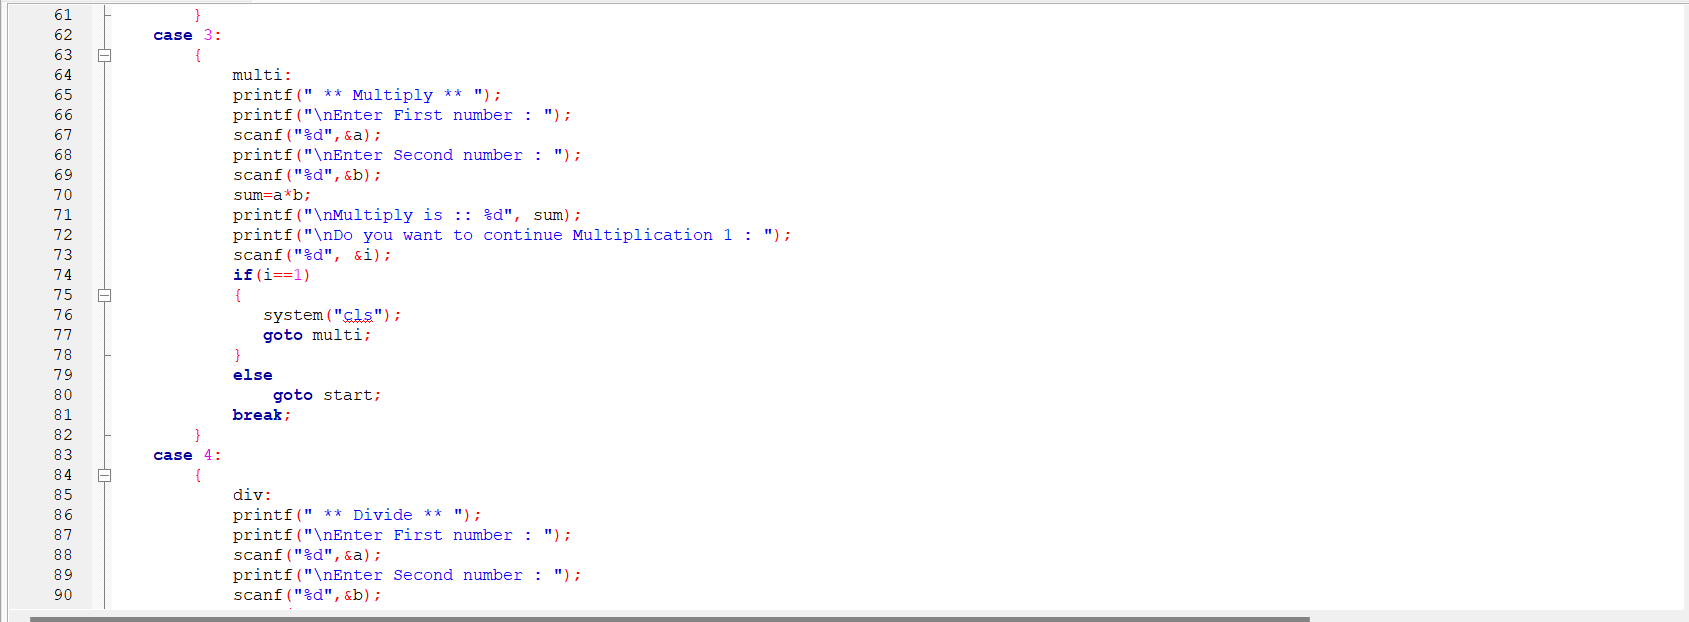 61 }
62 case 3:
63 {
64 multi:
65 printf(" ** Multiply ** ");
66 printf("\nEnter First number : ");
67 scanf("%d",&a);
68 printf("\nEnter Second number : ");
69 scanf("%d",&b);
70 sum=a*b;
71 printf("\nMultiply is :: %d", sum);
72 printf("\nDo you want to continue Multiplication 1 : ");
73 scanf("%d", &i);
74 if(i==1)
75 {
76 system("cls");
77 goto multi;
78 }
79 else
80 goto start;
81 break;
82 }
83 case 4:
84 {
85 div:
86 printf(" ** Divide ** ");
87 printf("\nEnter First number : ");
88 scanf("%d",&a);
89 printf("\nEnter Second number : ");
90 scanf("%d",&b);